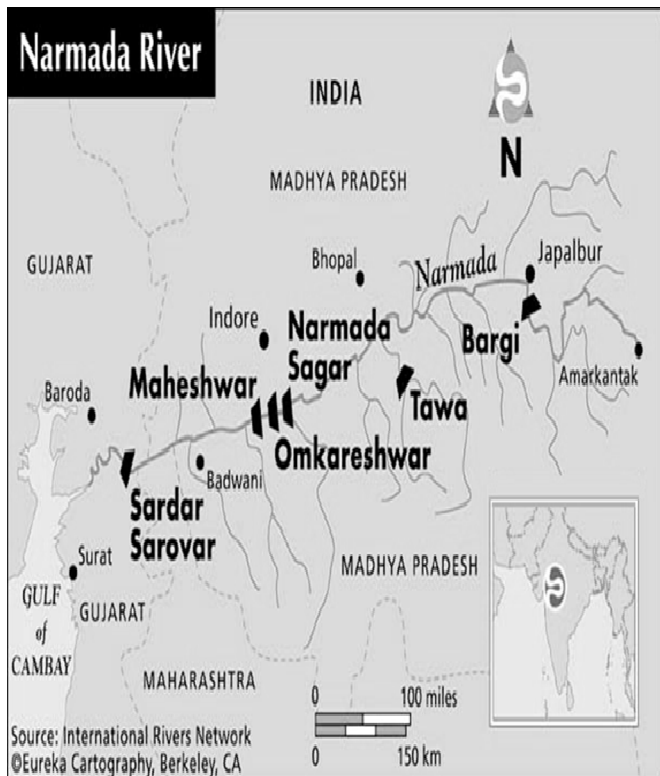 Narmada River
INDIA
N
MADHYA PRADESH
GUJARAT
Bhopal
Narmada
Japalbur
Indore
Narmada
Sagar
Bargi
Maheshwar
Amarkantak
Baroda
Tawa
Omkareshwar
Badwani
Sardar
Sarovar
Surat
MADHYA PRADESH
GULF
of
CAMBAY
GUJARAT
MAHARASHTRA
0 100 miles
0 150 km
Source: International Rivers Network
©Eureka Cartography, Berkeley, CA